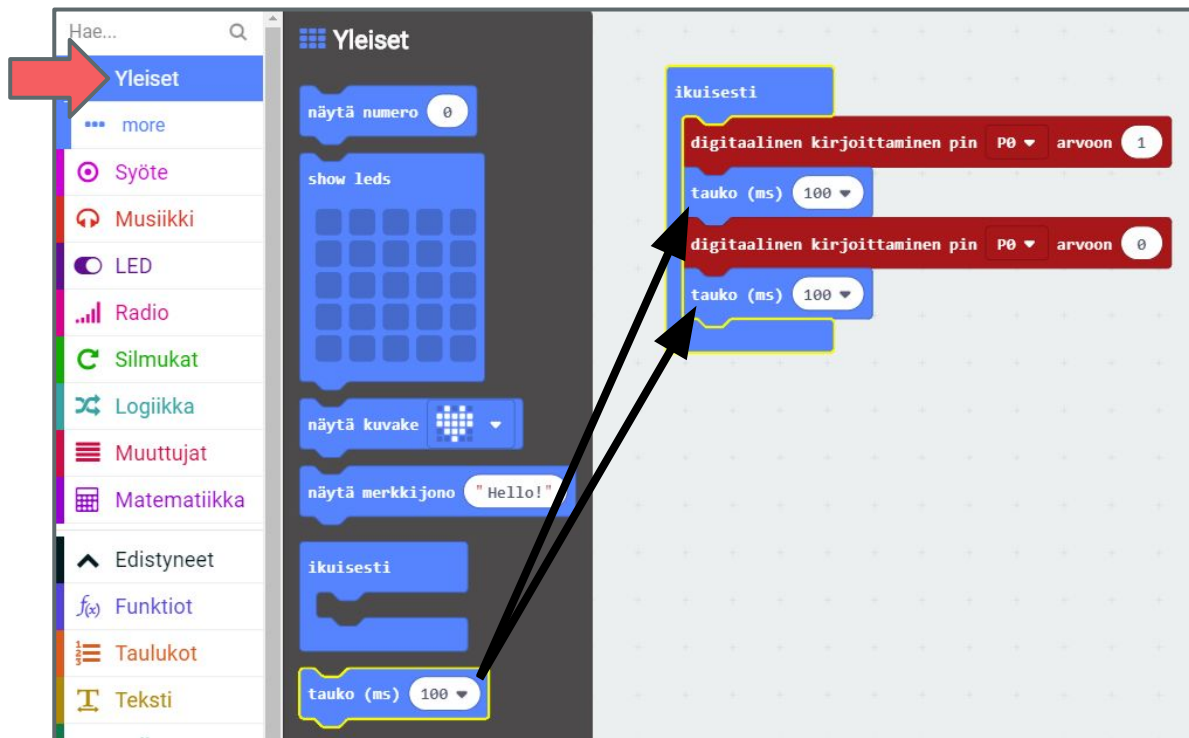 Hae...
Yleiset
more
Syöte
Musiikki
LED
Radio
Silmukat
Logiikka
Muuttujat
Matematiikka
Edistyneet
f(x) Funktiot
Taulukot
Teksti
Yleiset
näytä numero 0
show leds
näytä kuvake
näytä merkkijono "Hello!"
ikuisesti
tauko (ms) 100
ikuisesti
digitaalinen kirjoittaminen pin P0 arvoon 1
tauko (ms) 100
digitaalinen kirjoittaminen pin P0 arvoon 0
tauko (ms) 100